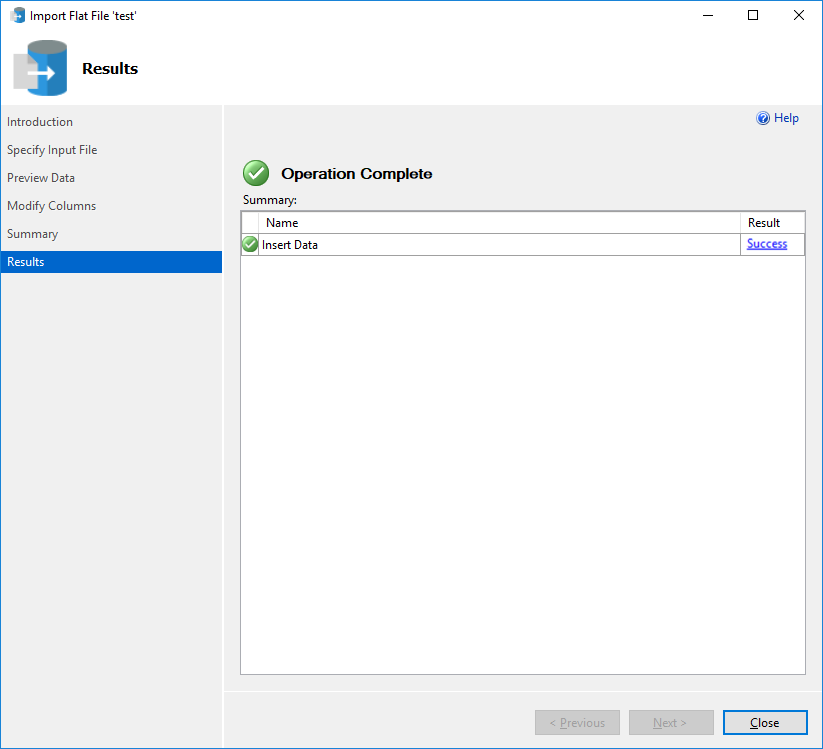 Import Flat File 'test'
Results
Introduction
Specify Input File
Preview Data
Modify Columns
Summary
Results
Help
Operation Complete
Summary:
Name Result
Insert Data Success
< Previous Next > Close